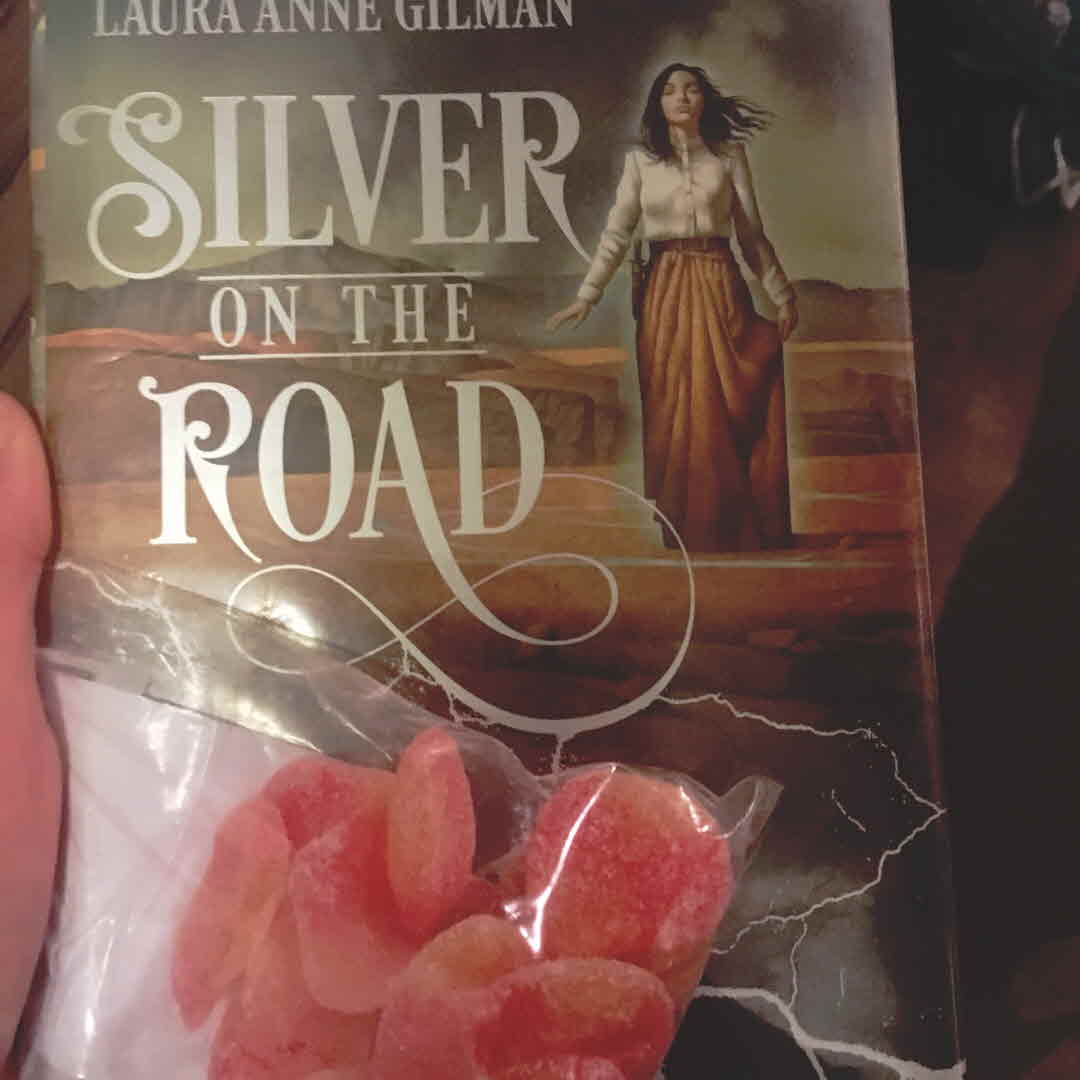 LAURA ANNE GILMAN
SILVER
ON THE
ROAD